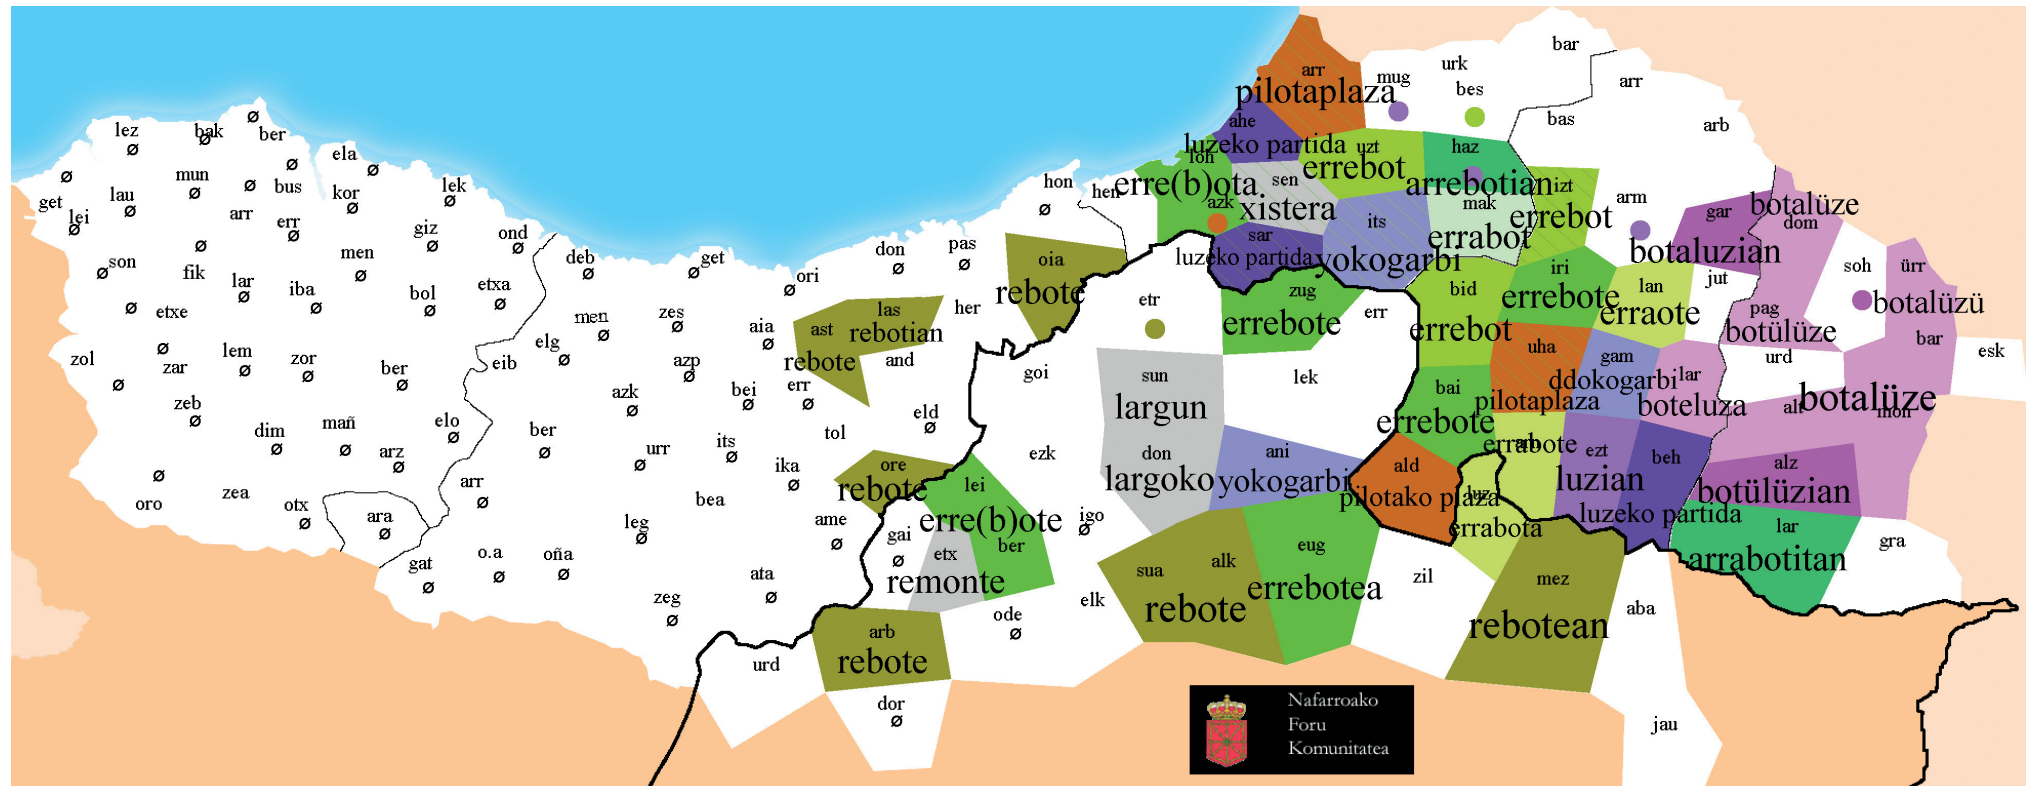 bar
arr
pilotaplaza
mug
urk
bes
arr
lez
bak
ber
ahe
bas
arb
luzeko partida
uzt
errebot
haz
ela
loh
mun
bus
lau
kor
lek
hon
hen
erre(b)ota
sen
arrebotian
izt
get
lei
arr
err
giz
azk
xistera
mak
errebot
arm
gar
botalüze
dom
ond
its
errabot
sar
botaluzian
men
son
fik
deb
get
don
pas
oia
luzeko partida
yokogarbi
iri
jut
soh
ürr
lar
iba
bol
etxa
ori
rebote
etr
zug
bid
errebote
lan
botalüzü
etxe
her
las
err
erraote
pag
men
zes
aia
ast
rebotian
errebote
errebot
botülüze
bar
zol
zar
lem
zor
ber
eib
elg
azp
rebote
and
goi
uha
gam
urd
esk
sun
lek
ddokogarbi
lar
zeb
azk
bei
err
bai
pilotaplaza
boteluza
alt
botalüze
mon
largun
errebote
dim
mañ
elo
ber
eld
tol
arz
urr
its
ezk
don
ani
errabote
ezt
beh
ika
ore
ald
alz
oro
zea
otx
arr
bea
rebote
lei
largoko
yokogarbi
pilotako plaza
luz
luzian
botülüzian
ara
leg
ame
gai
erre(b)ote
igo
errabota
luzeko partida
lar
gat
o.a
oña
etx
ber
eug
gra
ata
remonte
sua
alk
errebotea
zil
mez
arrabotitan
zeg
ode
elk
rebote
aba
arb
rebotean
rebote
urd
dor
jau
Nafarroako
Foru
Komunitatea